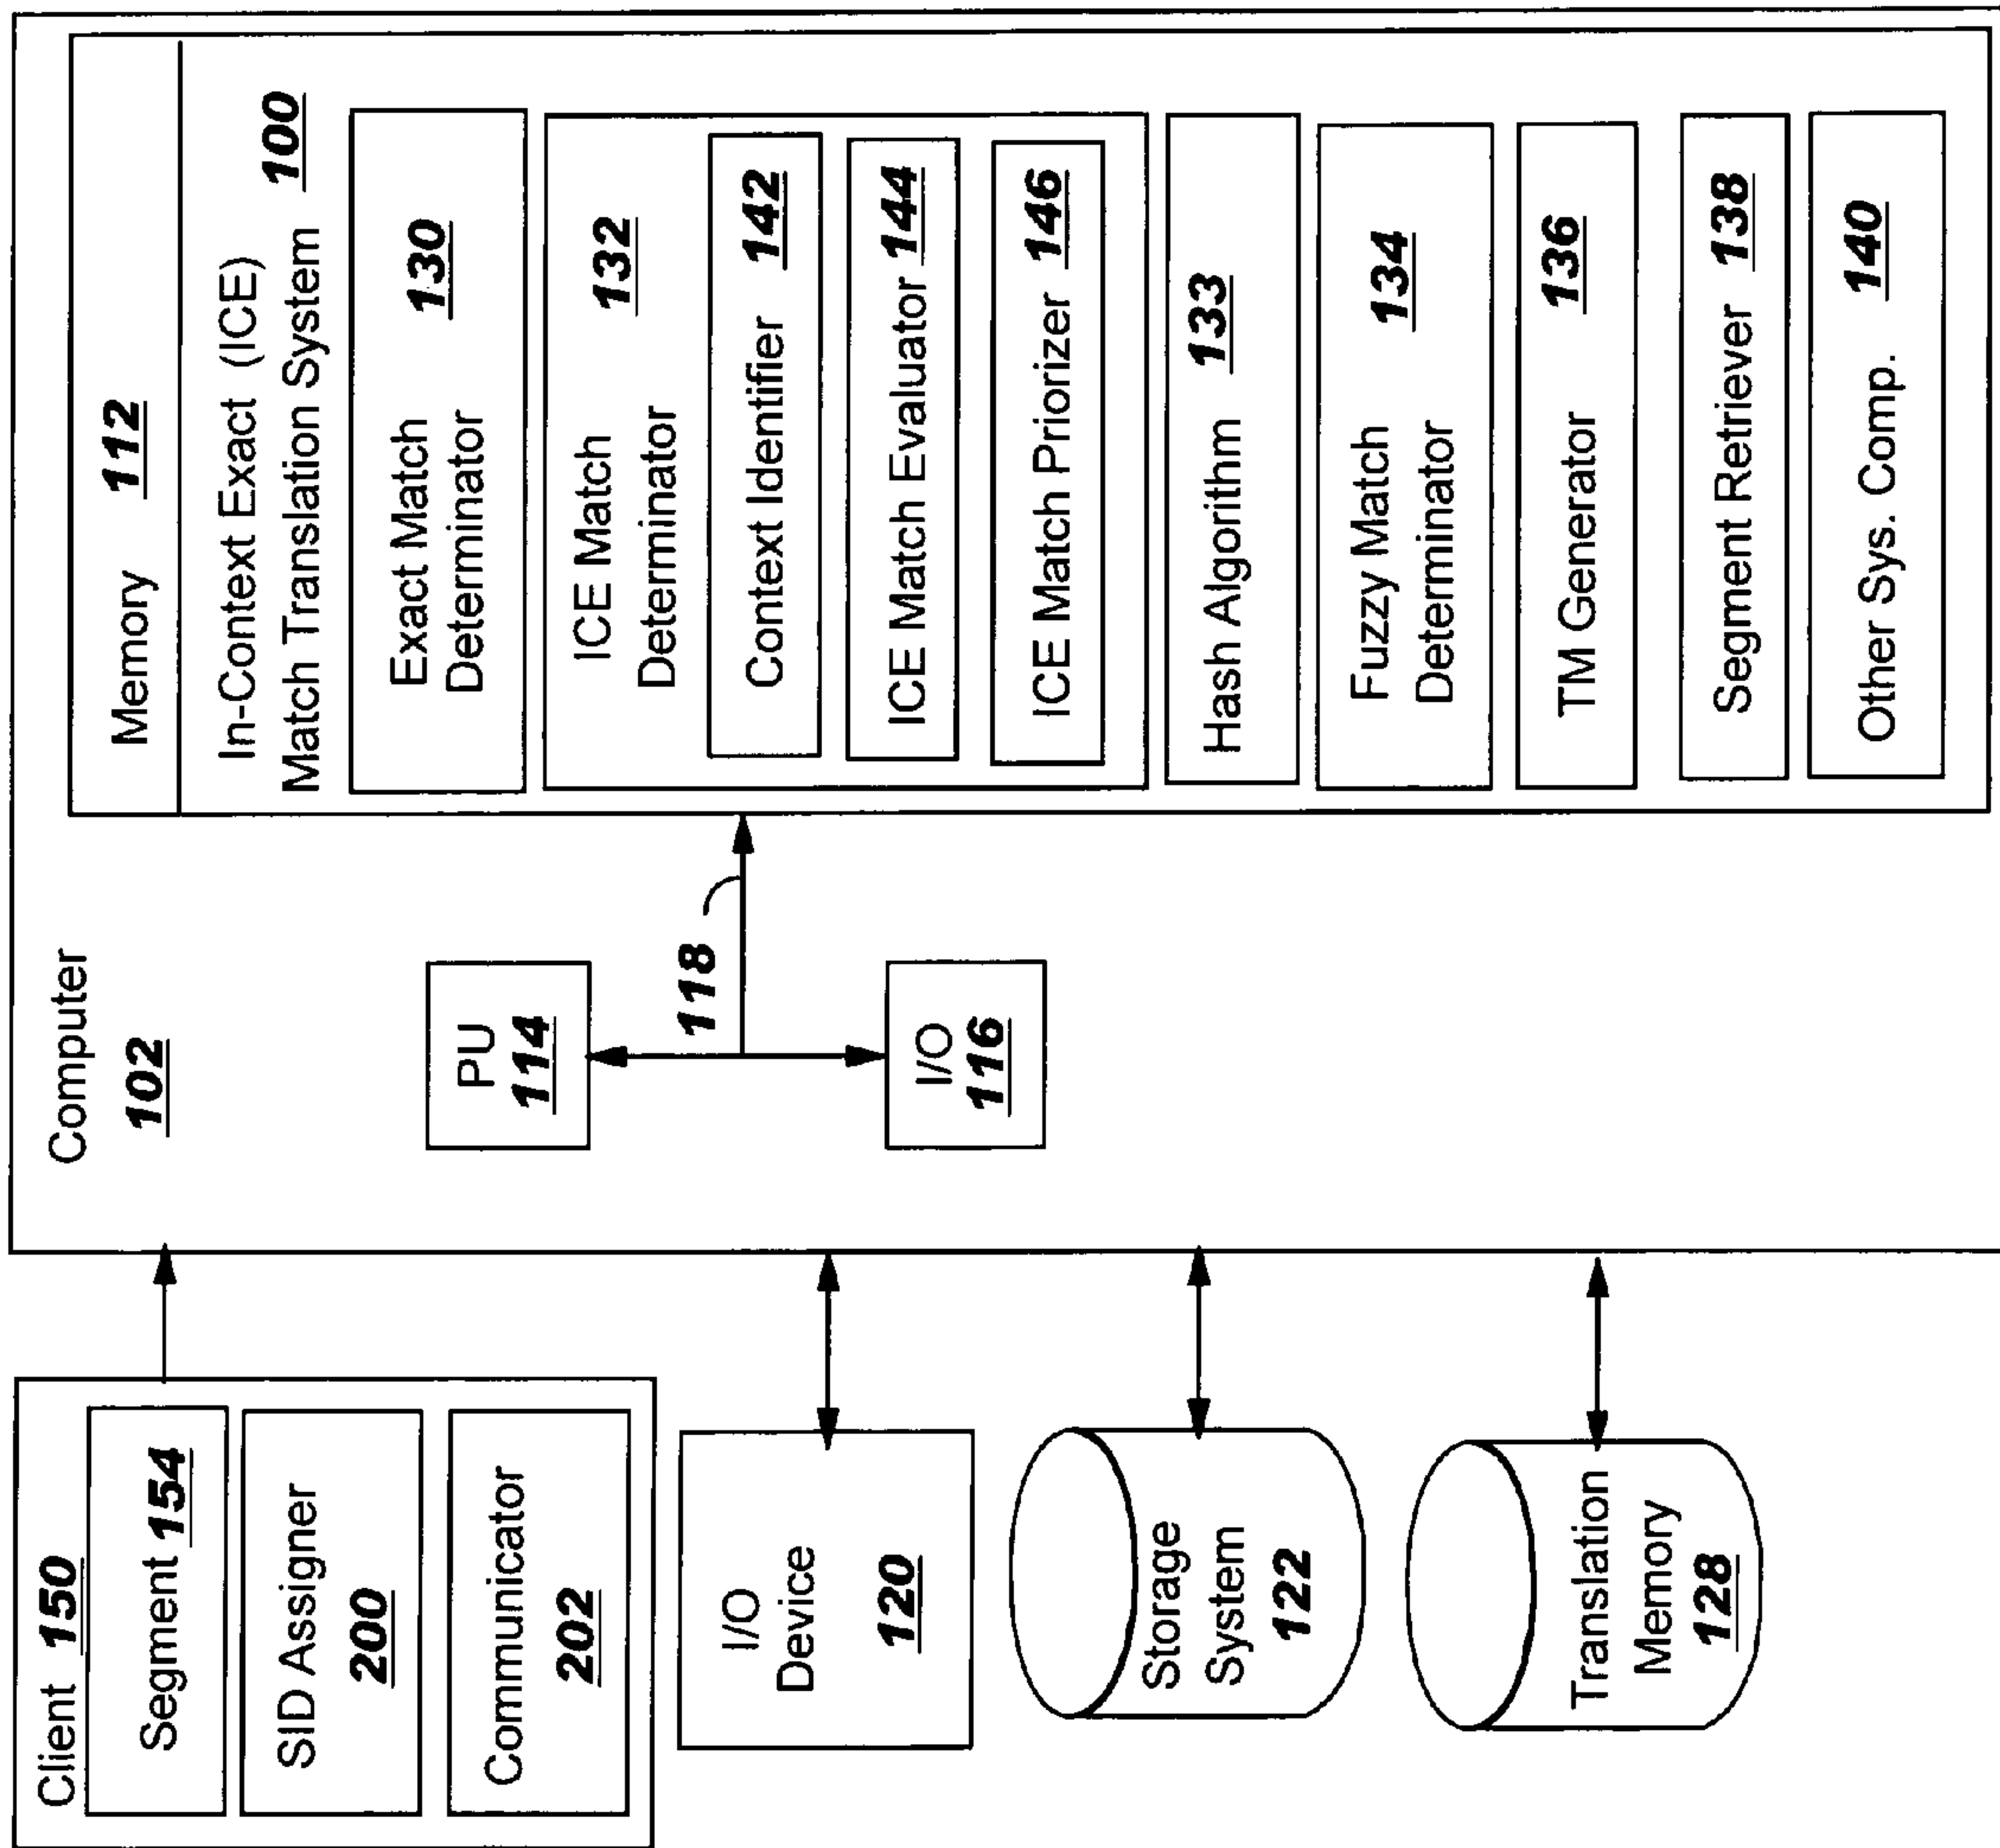 Computer
102
Memory 112
In-Context Exact (ICE)
Match Translation System 100
Exact Match
Determinator
130
ICE Match
Determinator
132
Context Identifier 142
ICE Match Evaluator 144
ICE Match Priorizer 146
Hash Algorithm 133
Fuzzy Match
Determinator
134
TM Generator 136
Segment Retriever 138
Other Sys. Comp. 140
PU
114
118
I/O
116
Client 150
Segment 154
SID Assigner
200
Communicator
202
I/O
Device
120
Storage
System
122
Translation
Memory
128